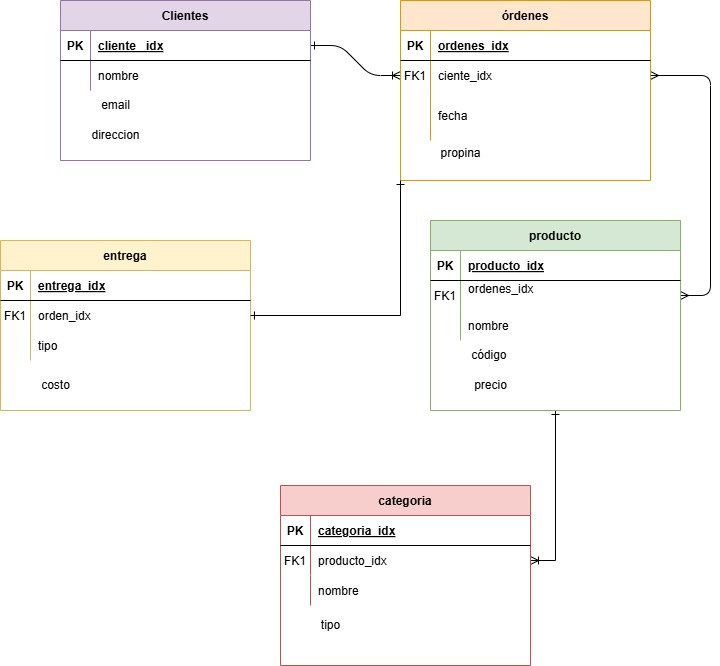 Clientes
PK cliente_idx
nombre
email
direccion
órdenes
PK ordenes_idx
FK1 ciente_idx
fecha
propina
entrega
PK entrega_idx
FK1 orden_idx
tipo
costo
producto
PK producto_idx
FK1 ordenes_idx
nombre
código
precio
categoria
PK categoria_idx
FK1 producto_idx
nombre
tipo